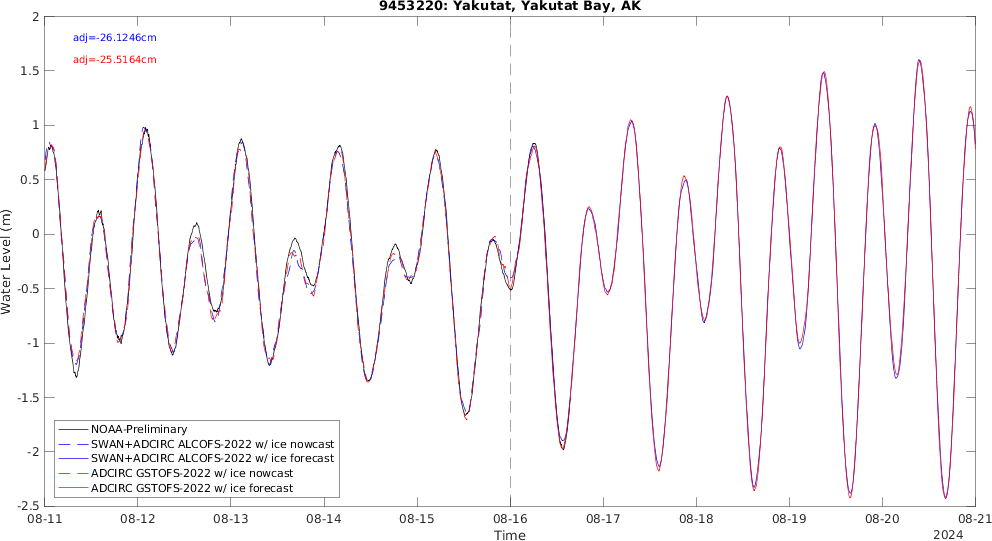 9453220: Yakutat, Yakutat Bay, AK
adj=-26.1246cm
adj=-25.5164cm
Water Level (m)
2
1.5
1
0.5
0
-0.5
-1
-1.5
-2
-2.5
NOAA-Preliminary
SWAN+ADCIRC ALCOFS-2022 w/ ice nowcast
SWAN+ADCIRC ALCOFS-2022 w/ ice forecast
ADCIRC GSTOFS-2022 w/ ice nowcast
ADCIRC GSTOFS-2022 w/ ice forecast
08-11 08-12 08-13 08-14 08-15 08-16 08-17 08-18 08-19 08-20 08-21
Time
2024